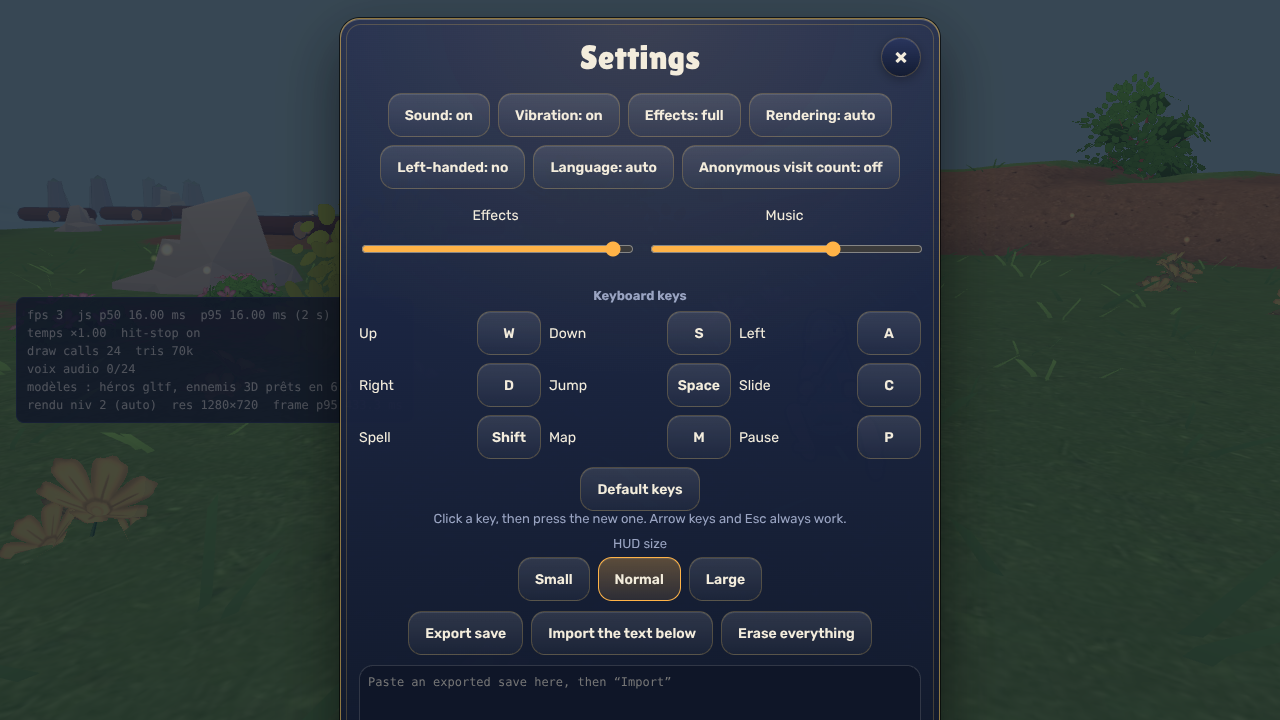 Settings
×
Sound: on
Vibration: on
Effects: full
Rendering: auto
Left-handed: no
Language: auto
Anonymous visit count: off
Effects
Music
Keyboard keys
Up W Down S Left A
Right D Jump Space Slide C
Spell Shift Map M Pause P
Default keys
Click a key, then press the new one. Arrow keys and Esc always work.
HUD size
Small Normal Large
Export save
Import the text below
Erase everything
Paste an exported save here, then “Import”
fps 3 js p50 16.00 ms p95 16.00 ms (2 s)
temps ×1.00 hit-stop on
draw calls 24 tris 70k
voix audio 0/24
modèles : héros gltf, ennemis 3D prêts en 6
rendu niv 2 (auto) res 1280×720 frame p95